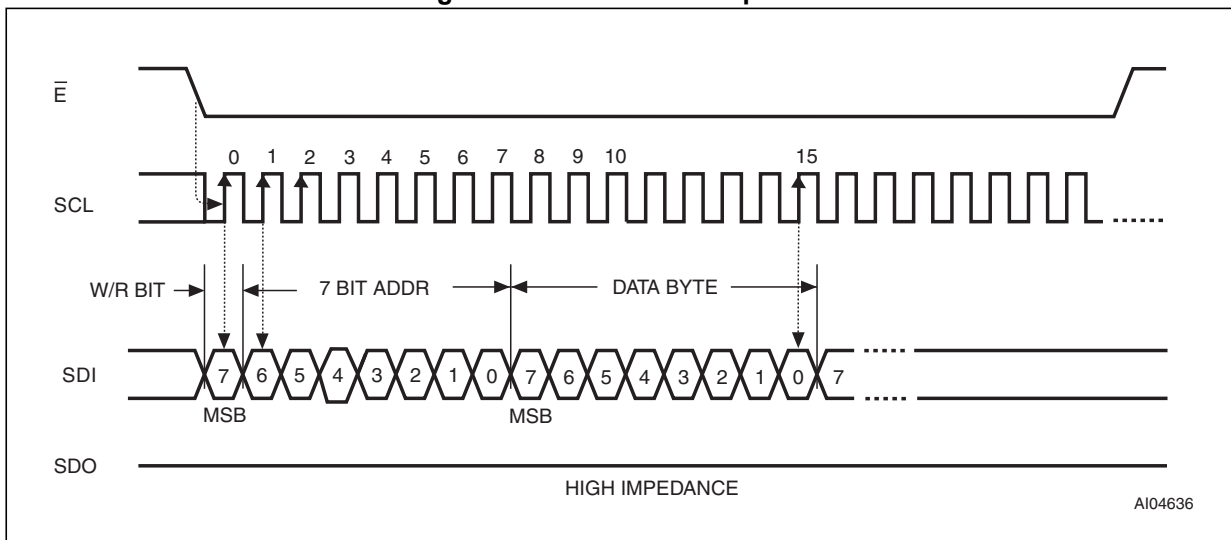 E
0 1 2 3 4 5 6 7 8 9 10 15
SCL
W/R BIT 7 BIT ADDR DATA BYTE
SDI 7 6 5 4 3 2 1 0 7 6 5 4 3 2 1 0 7
MSB MSB
SDO
HIGH IMPEDANCE
AI04636